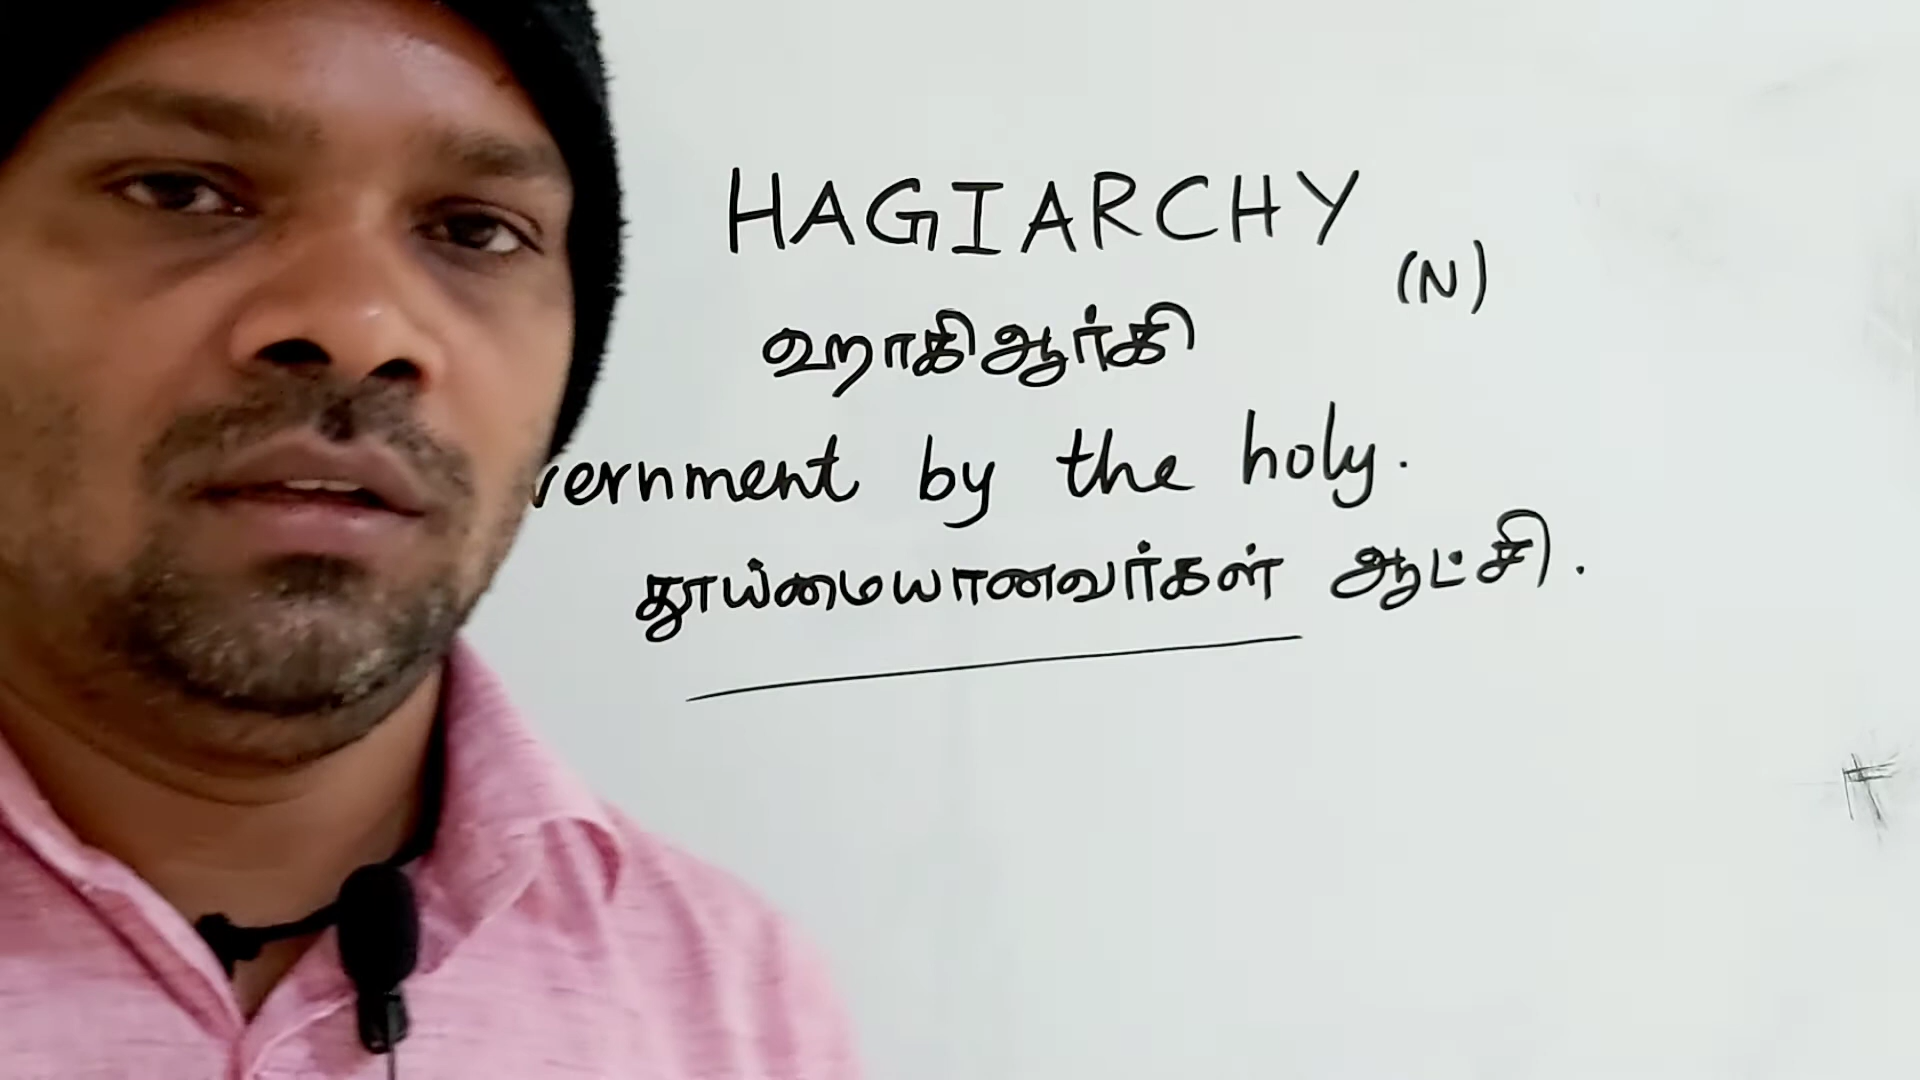 HAGIARCHY
(N)
ஹாகிஆர்கி
vernment by the holy.
தூய்மையானவர்கள் ஆட்சி.